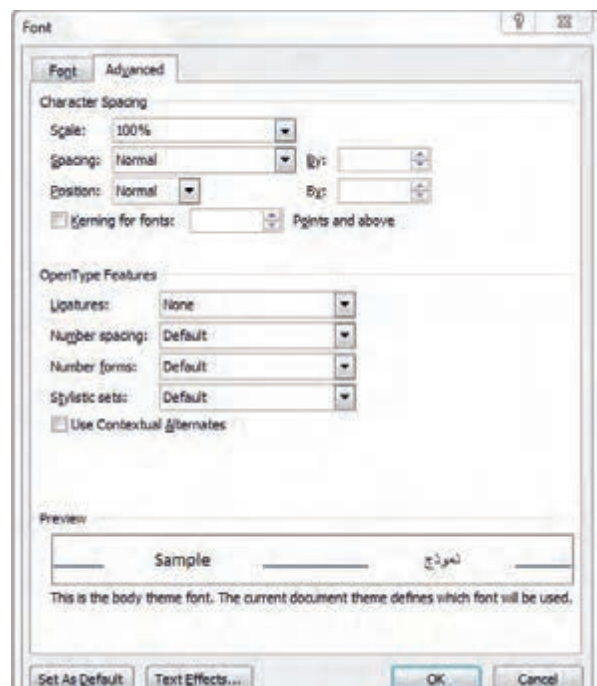 Font
Font Advanced
Character Spacing
Scale: 100%
Spacing: Normal By:
Position: Normal By:
Kerning for fonts: Points and above
OpenType Features
Ligatures: None
Number spacing: Default
Number forms: Default
Stylistic sets: Default
Use Contextual Alternates
Preview
Sample نموذج
This is the body theme font. The current document theme defines which font will be used.
Set As Default Text Effects... OK Cancel